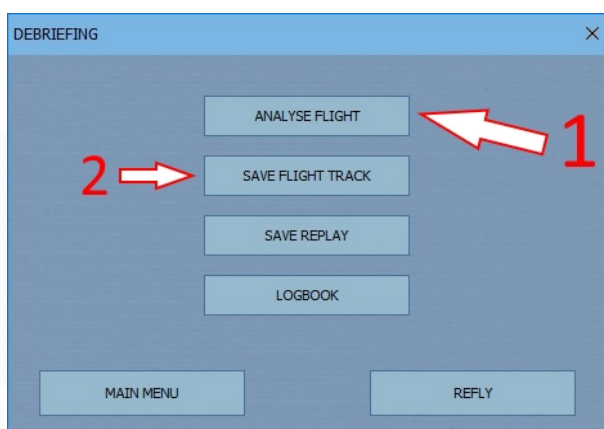 DEBRIEFING
ANALYSE FLIGHT
1
2
SAVE FLIGHT TRACK
SAVE REPLAY
LOGBOOK
MAIN MENU
REFLY